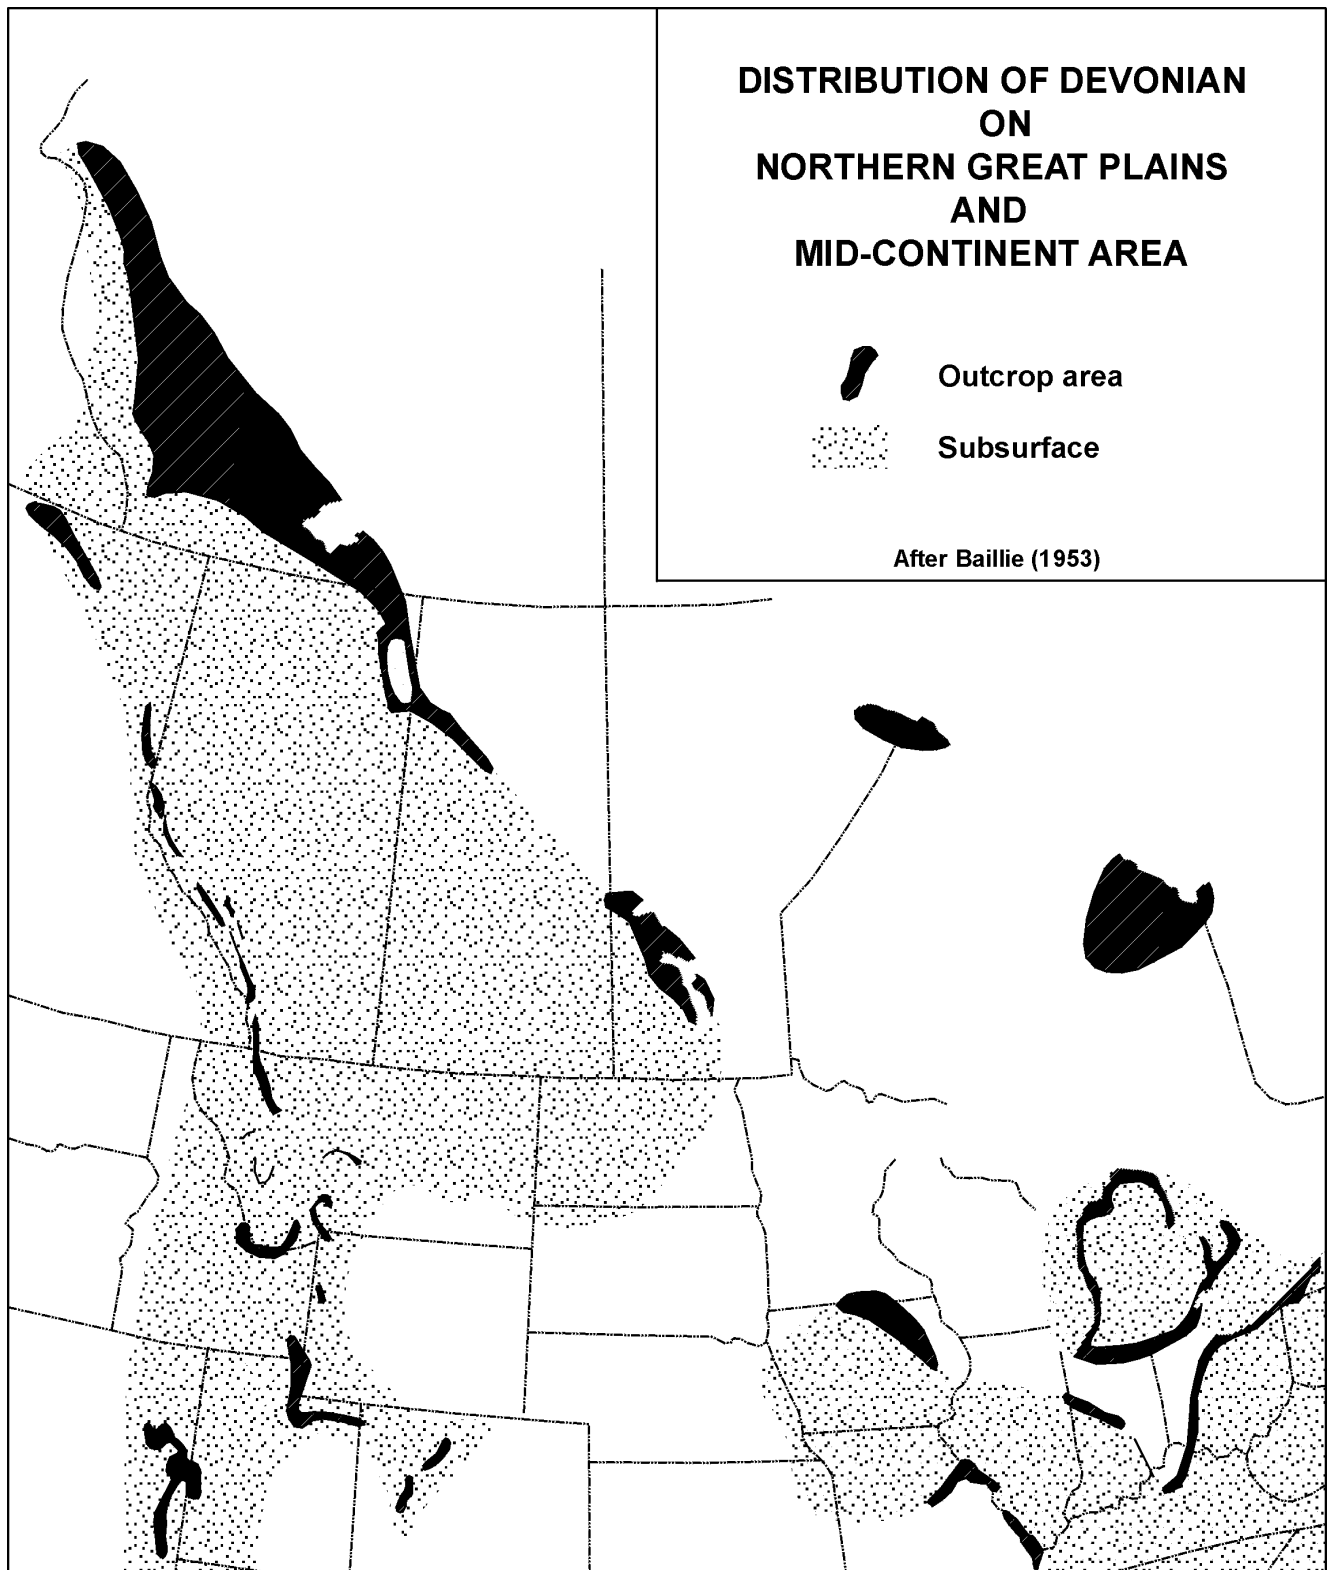 DISTRIBUTION OF DEVONIAN
ON
NORTHERN GREAT PLAINS
AND
MID-CONTINENT AREA
Outcrop area
Subsurface
After Baillie (1953)